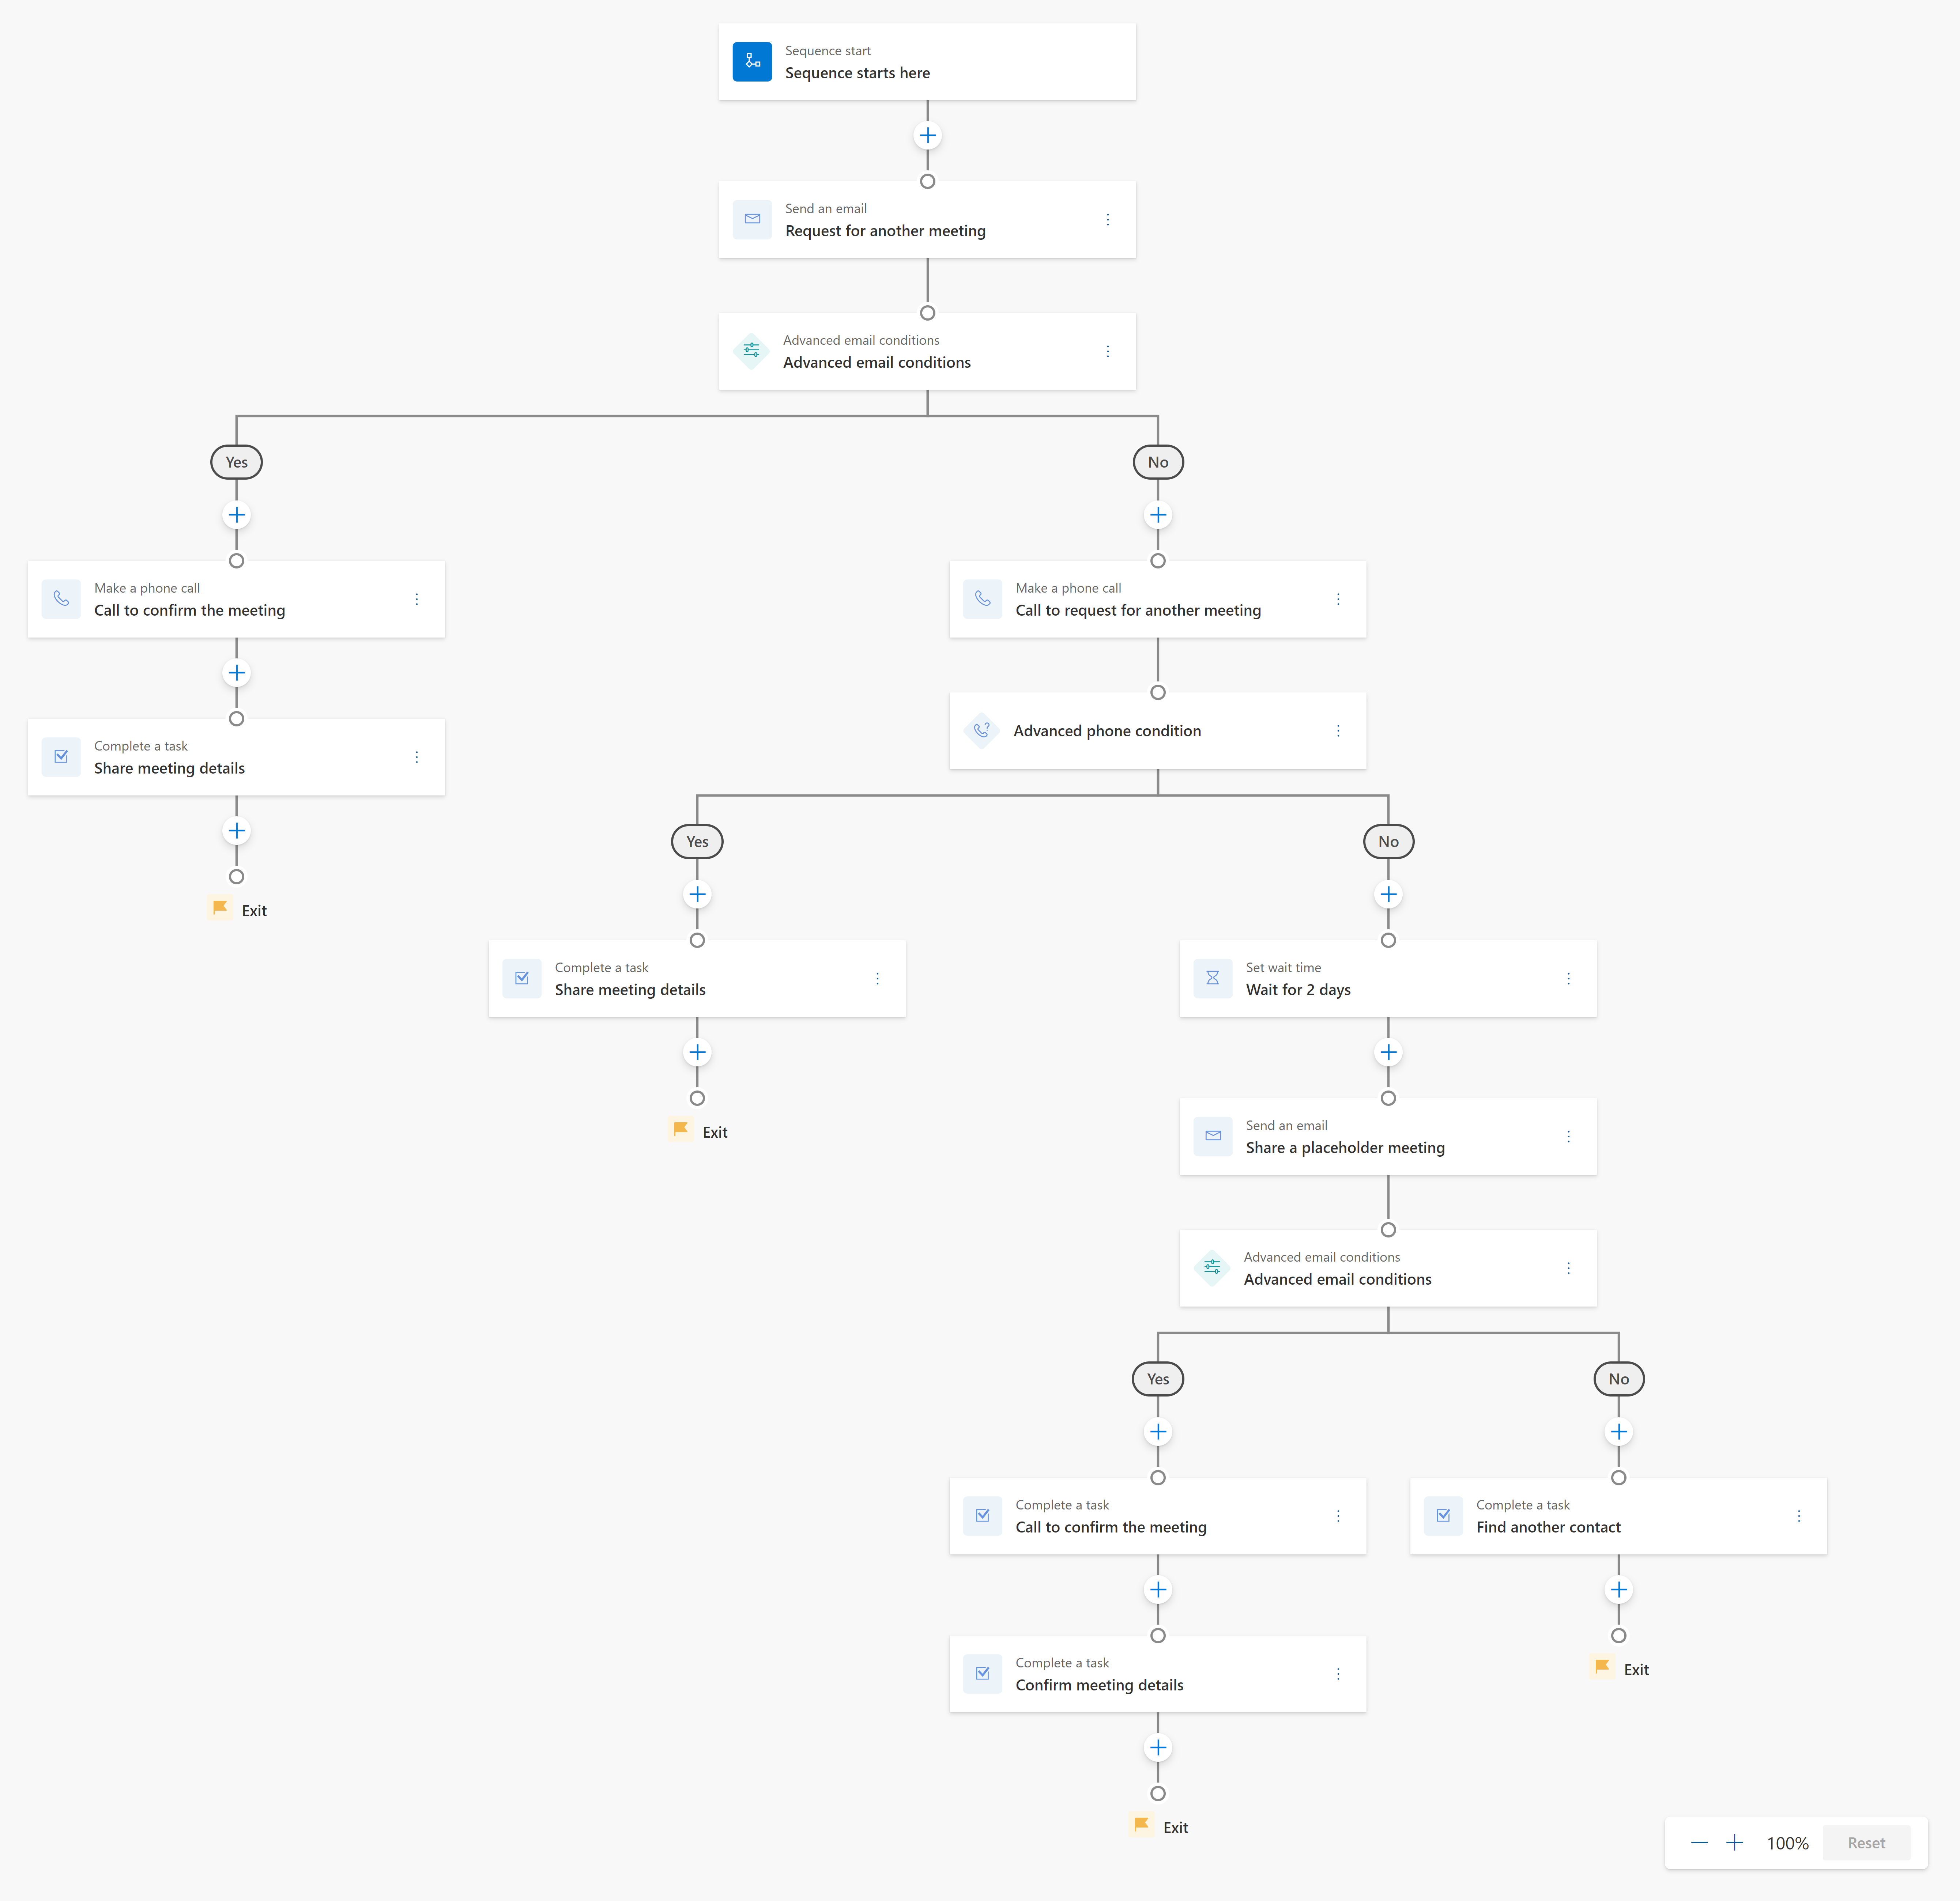 Sequence start
Sequence starts here
Send an email
Request for another meeting
Advanced email conditions
Advanced email conditions
Yes
No
Make a phone call
Call to confirm the meeting
Make a phone call
Call to request for another meeting
Complete a task
Share meeting details
Advanced phone condition
Yes
No
Exit
Complete a task
Share meeting details
Set wait time
Wait for 2 days
Exit
Send an email
Share a placeholder meeting
Advanced email conditions
Advanced email conditions
Yes
No
Complete a task
Call to confirm the meeting
Complete a task
Find another contact
Complete a task
Confirm meeting details
Exit
Exit
100%
Reset